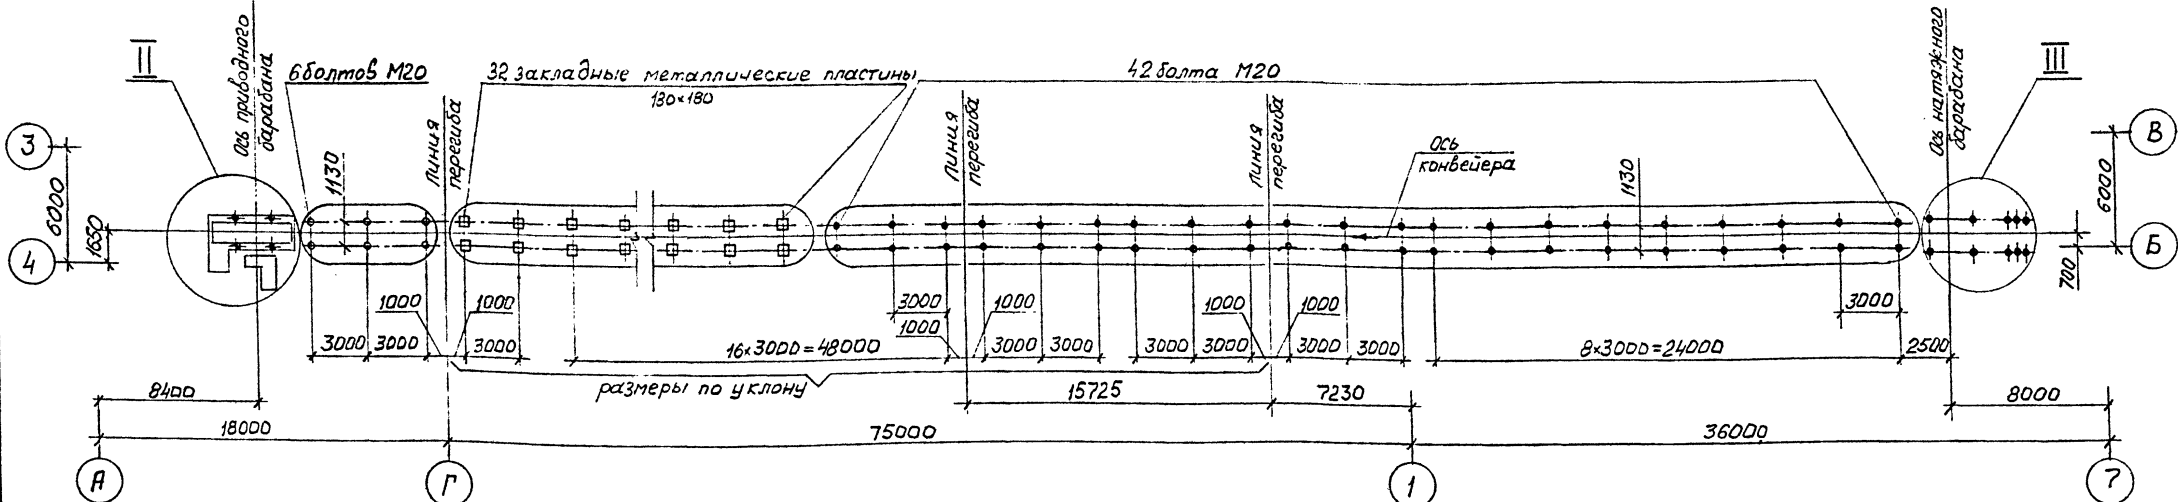 II
Ось приводного
барабана
6 болтов М20
Линия
перегиба
32 закладные металлические пластины
130×180
42 болта М20
Линия
перегиба
Линия
перегиба
Ось
конвейера
Ось натяжного
барабана
III
3
4
6000
1650
1130
1130
В
Б
6000
700
1000
1000
3000
3000
3000
16×3000=48000
3000
1000
1000
3000
3000
3000
3000
1000
1000
3000
3000
8×3000=24000
3000
2500
размеры по уклону
8400
15725
7230
8000
18000
75000
36000
А
Г
1
7